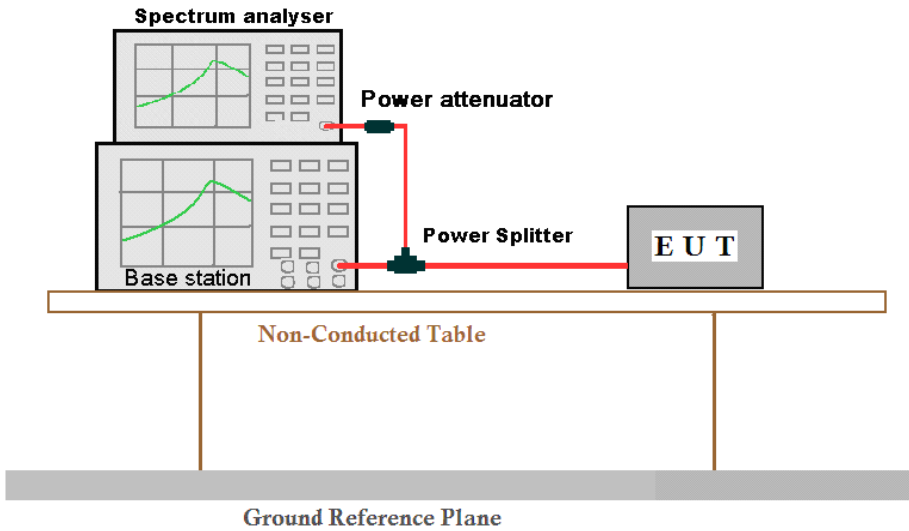 Spectrum analyser
Power attenuator
Power Splitter
E U T
Base station
Non-Conducted Table
Ground Reference Plane